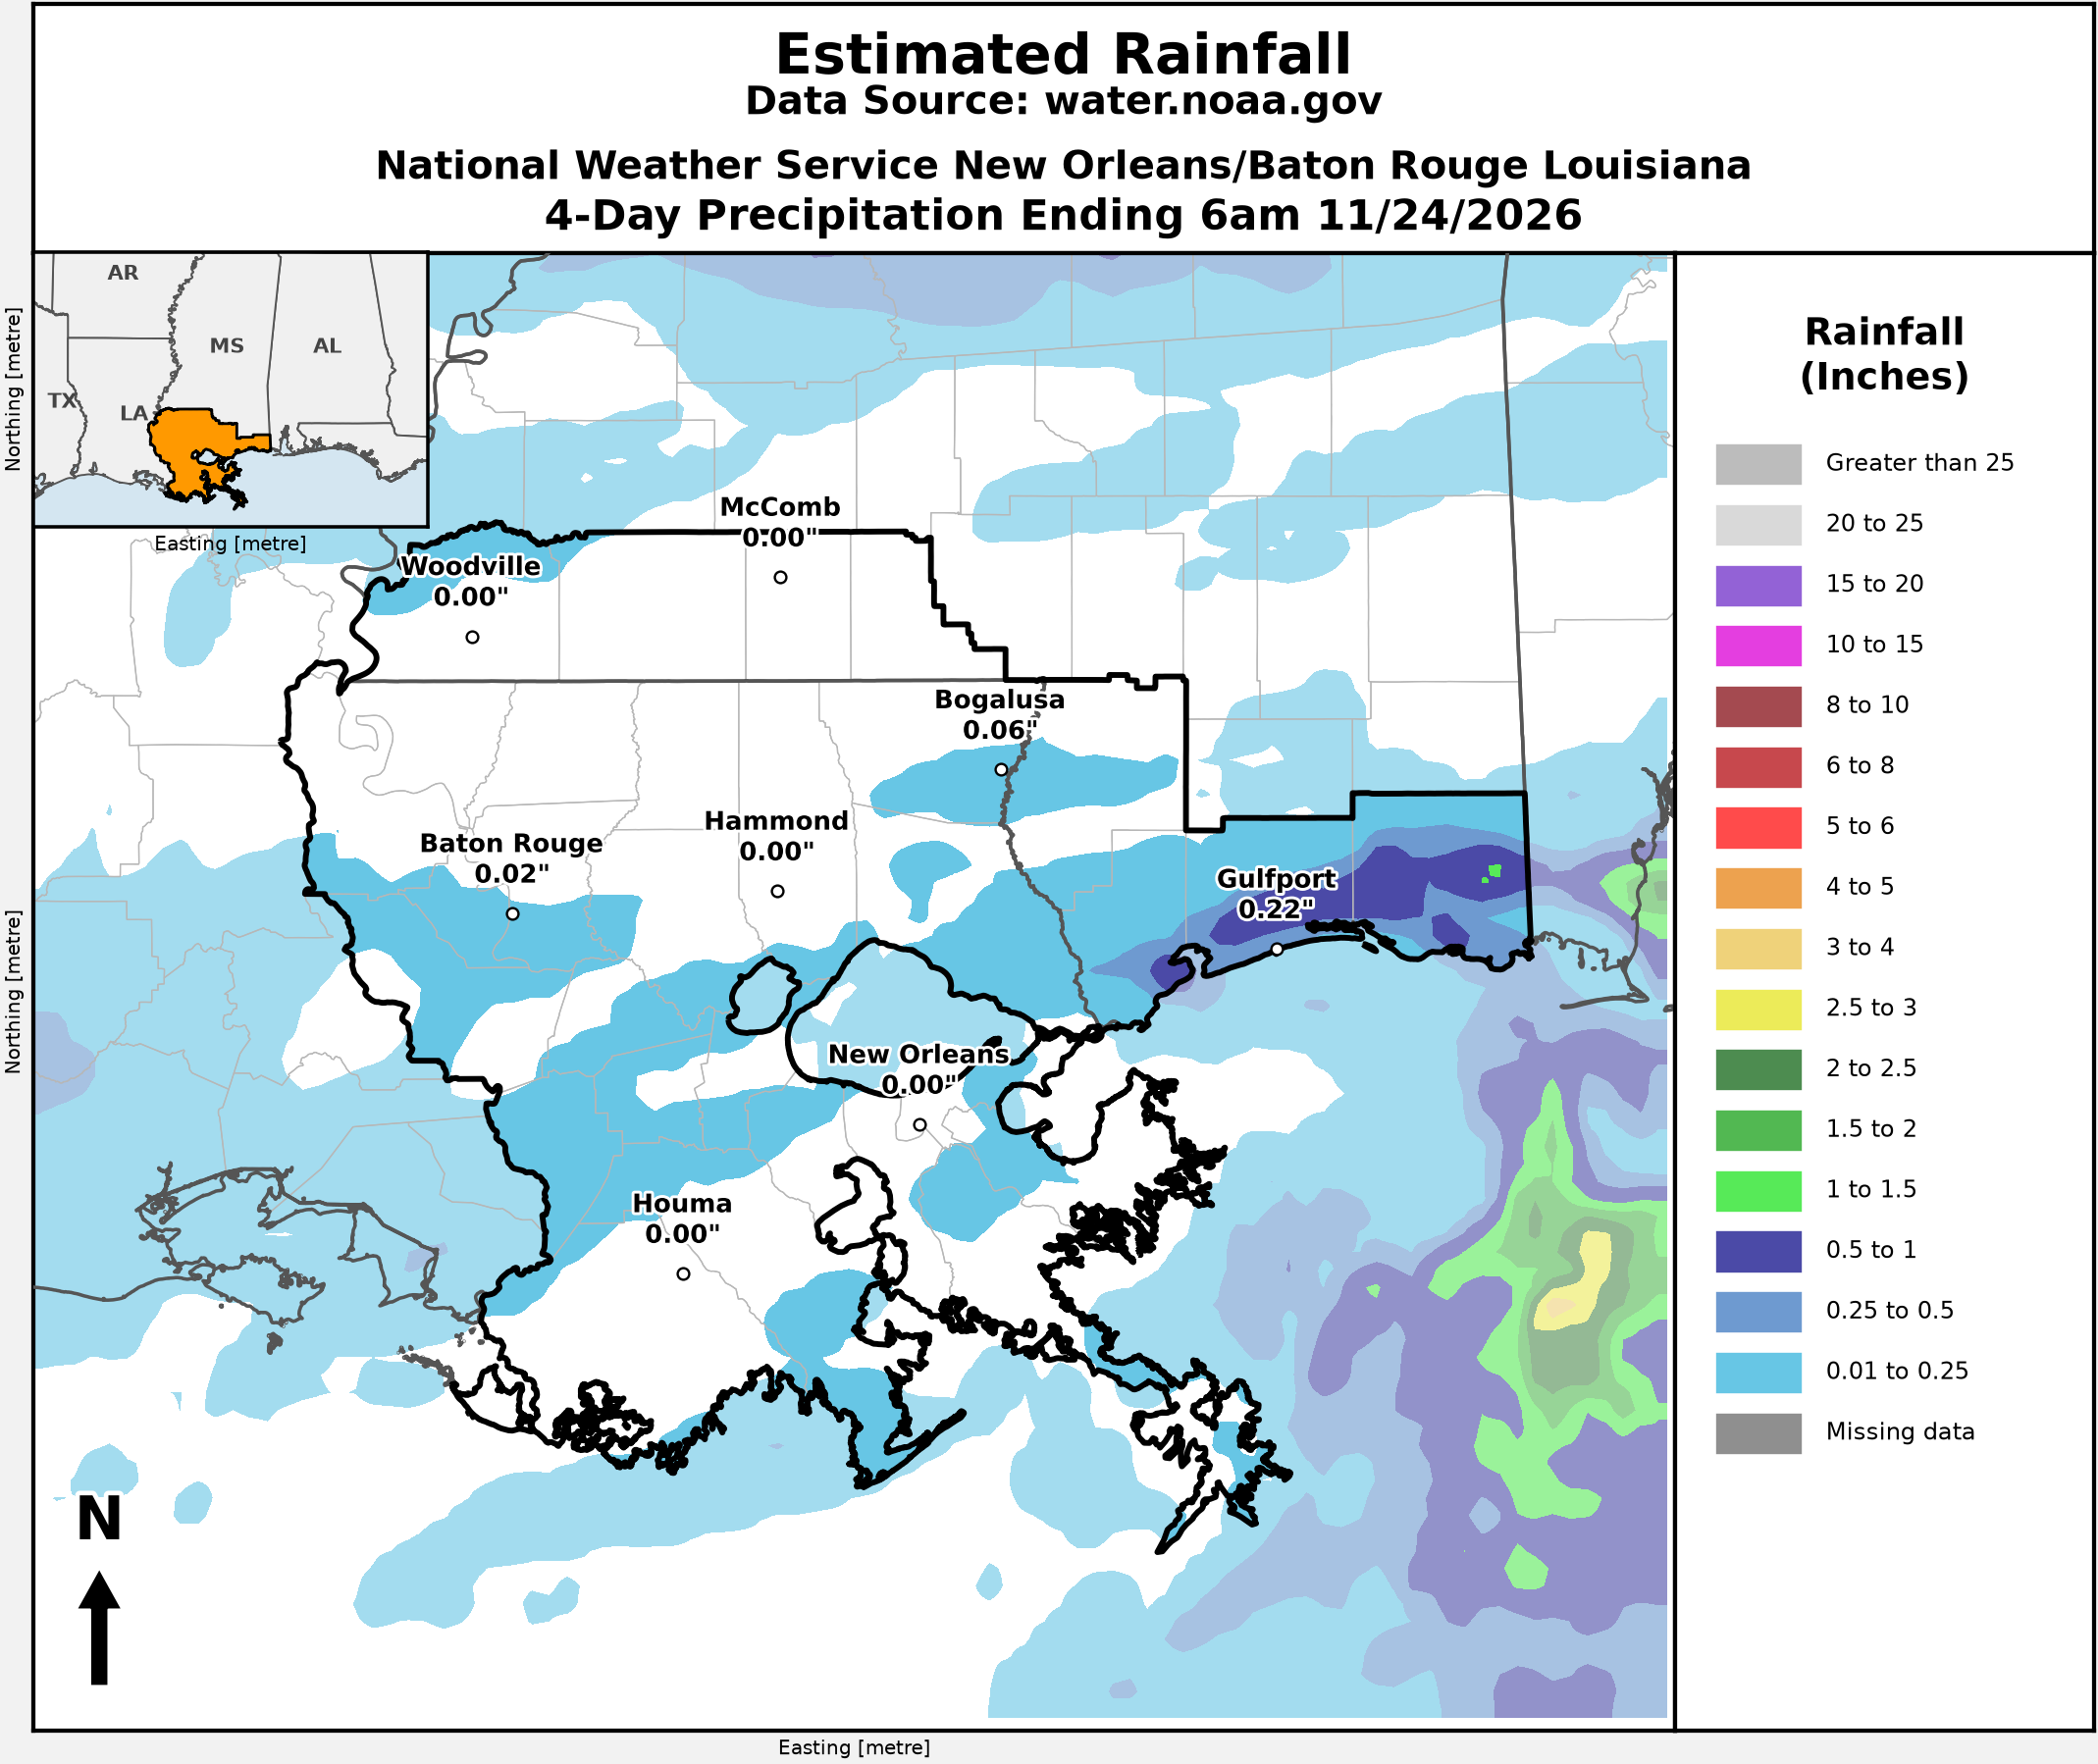 Estimated Rainfall
Data Source: water.noaa.gov
National Weather Service New Orleans/Baton Rouge Louisiana
4-Day Precipitation Ending 6am 11/24/2026
AR
MS
AL
TX
LA
Northing [metre]
Easting [metre]
McComb
0.00"
Woodville
0.00"
Bogalusa
0.06"
Hammond
0.00"
Baton Rouge
0.02"
Gulfport
0.22"
New Orleans
0.00"
Houma
0.00"
N
Northing [metre]
Easting [metre]
Rainfall
(Inches)
Greater than 25
20 to 25
15 to 20
10 to 15
8 to 10
6 to 8
5 to 6
4 to 5
3 to 4
2.5 to 3
2 to 2.5
1.5 to 2
1 to 1.5
0.5 to 1
0.25 to 0.5
0.01 to 0.25
Missing data